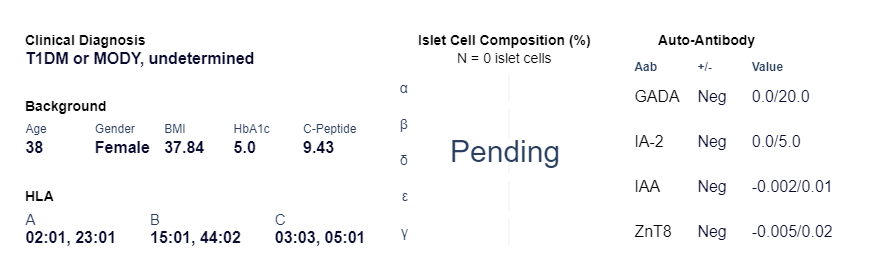 Clinical Diagnosis
T1DM or MODY, undetermined
Background
Age Gender BMI HbA1c C-Peptide
38 Female 37.84 5.0 9.43
HLA
A B C
02:01, 23:01 15:01, 44:02 03:03, 05:01
Islet Cell Composition (%)
N = 0 islet cells
α
β
δ
ε
γ
Pending
Auto-Antibody
Aab +/- Value
GADA Neg 0.0/20.0
IA-2 Neg 0.0/5.0
IAA Neg -0.002/0.01
ZnT8 Neg -0.005/0.02